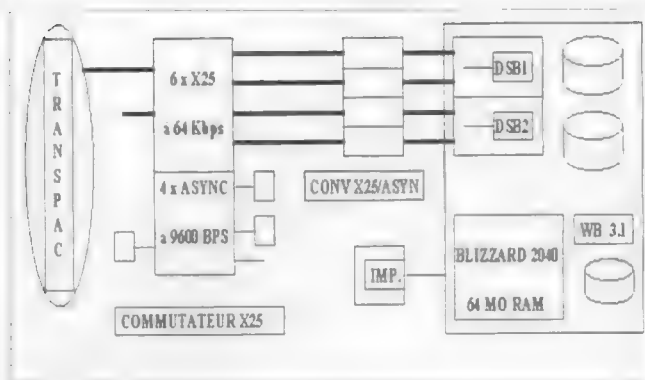 TRANSPAC
6 x X25
a 64 Kbps
4 x ASYNC
a 9600 BPS
COMMUTATEUR X25
CONV X25/ASYN
DSB1
DSB2
IMP.
BLIZZARD 2040
64 MO RAM
WB 3.1